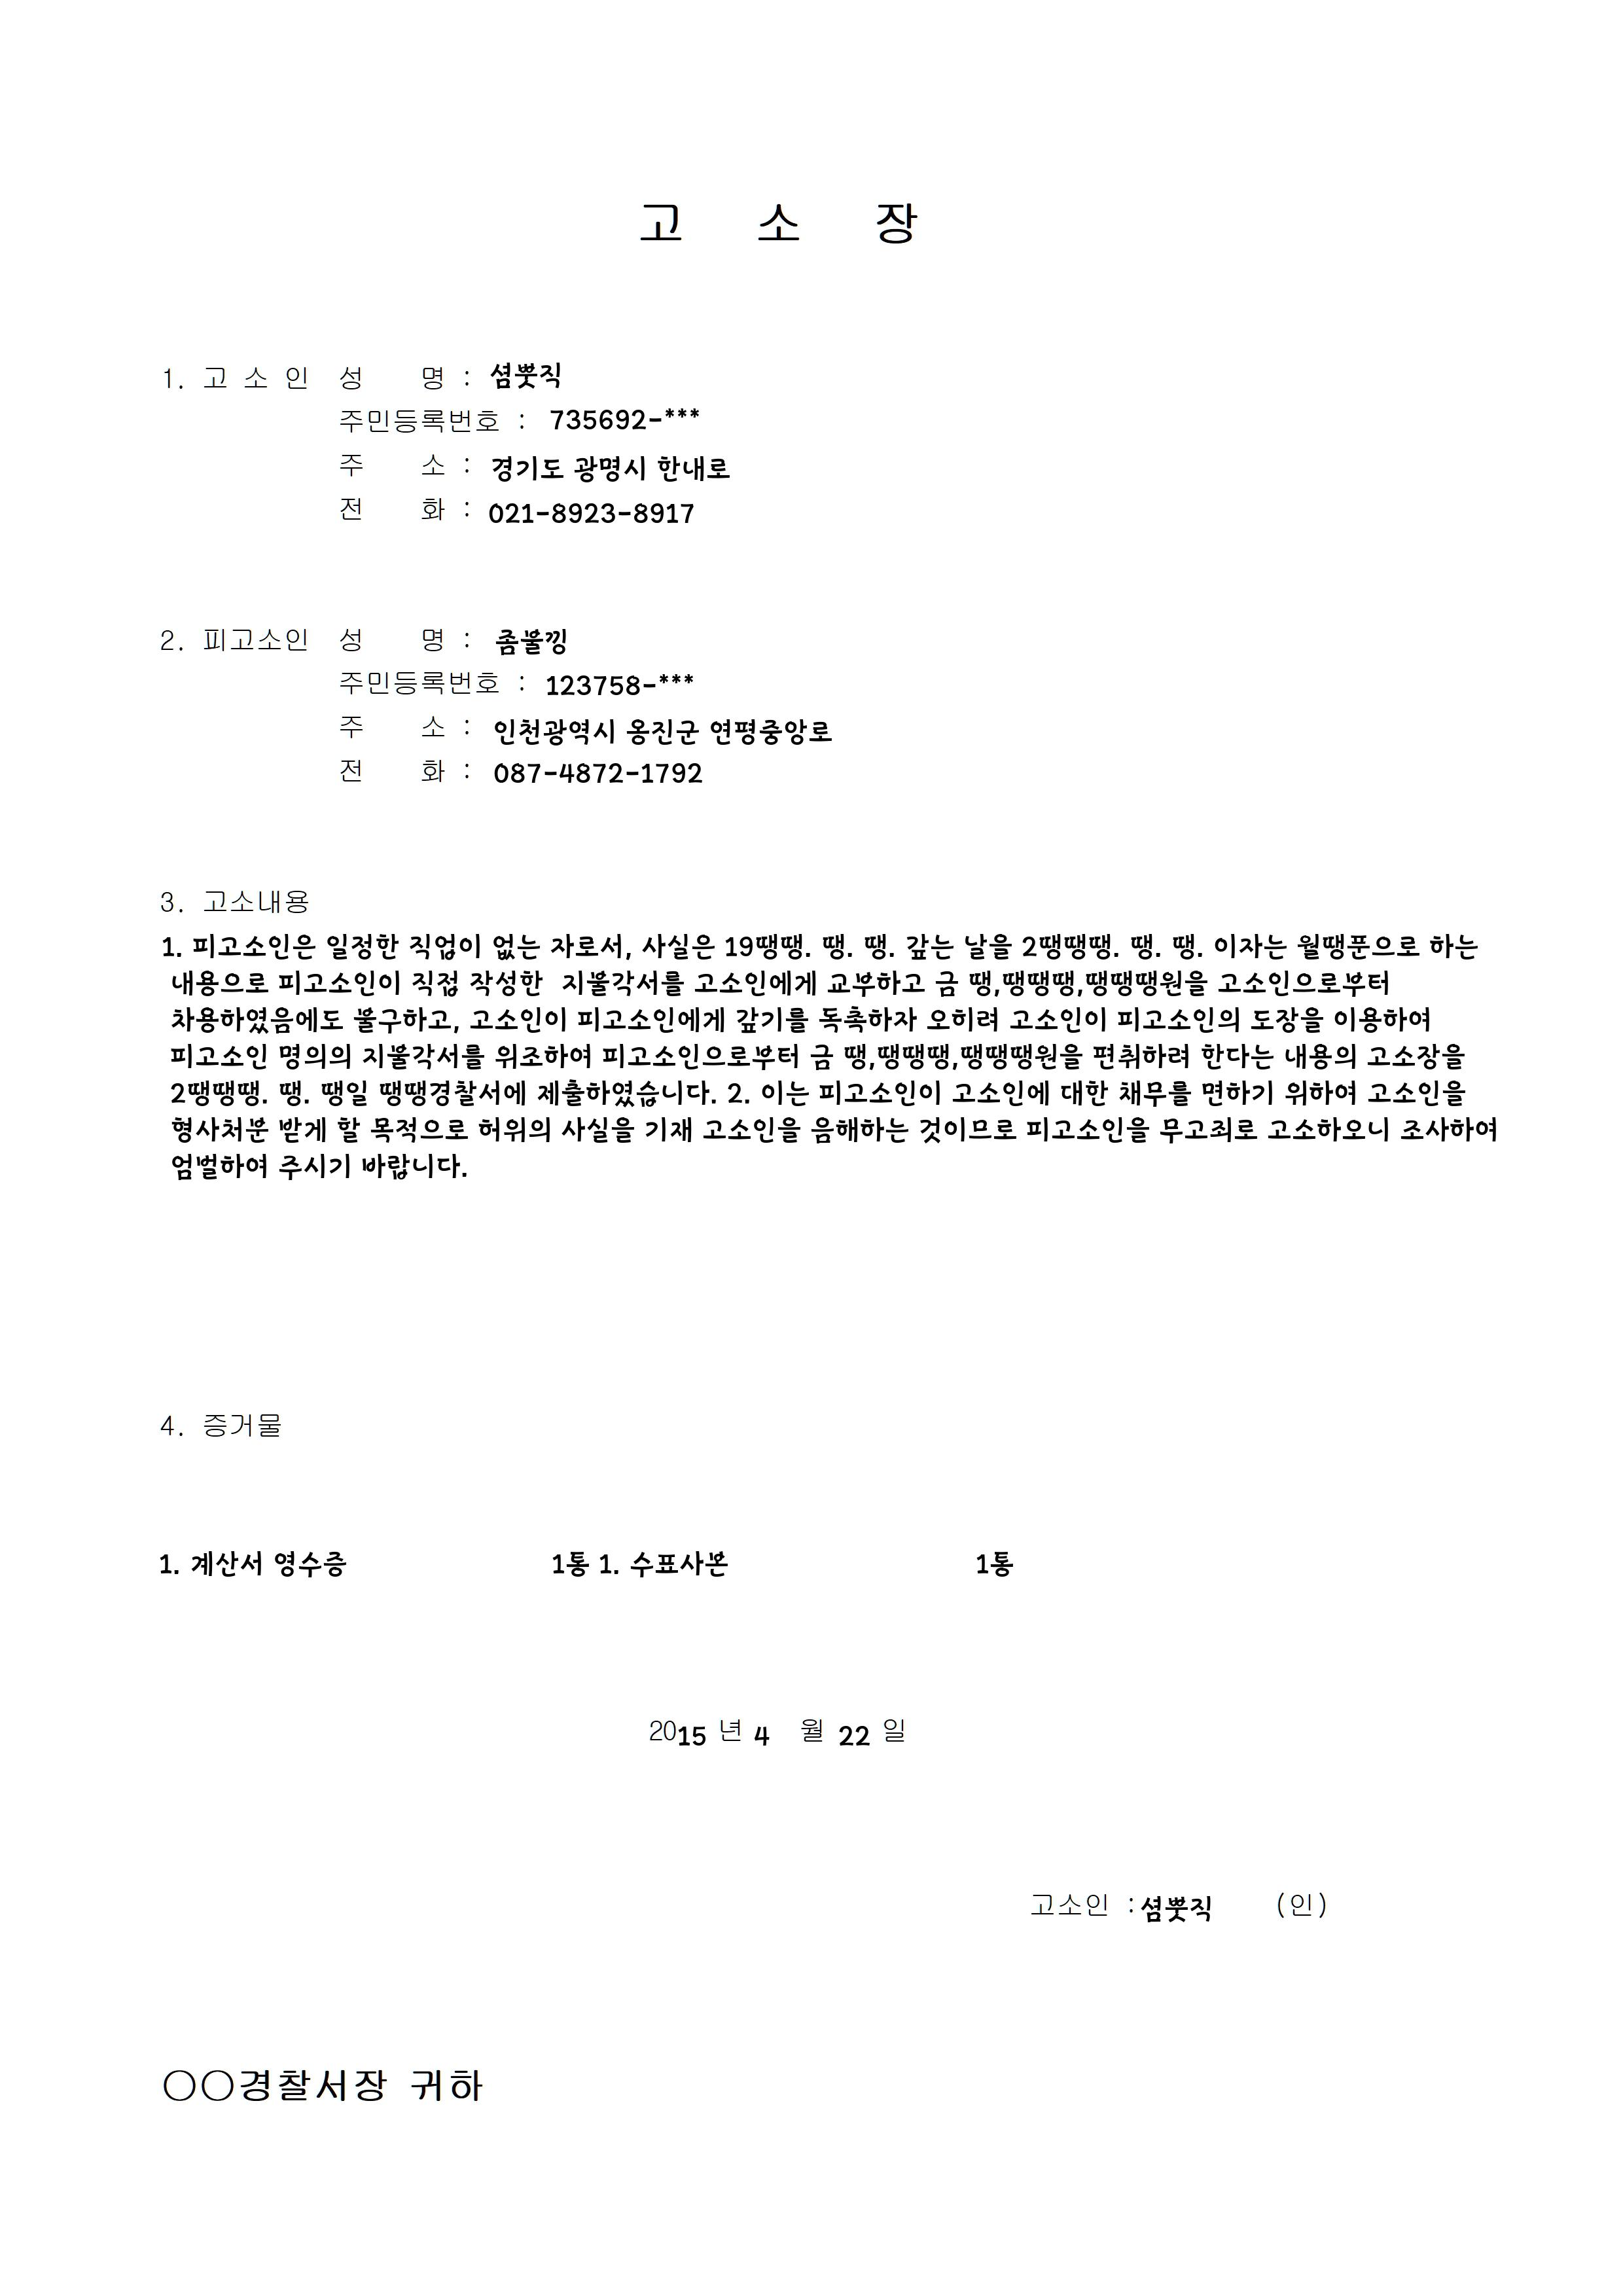 고 소 장
1. 고 소 인 성 명 : 셤뿟직
주민등록번호 : 735692-***
주 소 : 경기도 광명시 한내로
전 화 : 021-8923-8917
2. 피고소인 성 명 : 좀불낑
주민등록번호 : 123758-***
주 소 : 인천광역시 옹진군 연평중앙로
전 화 : 087-4872-1792
3. 고소내용
1. 피고소인은 일정한 직업이 없는 자로서, 사실은 19땡땡. 땡. 땡. 갚는 날을 2땡땡땡. 땡. 땡. 이자는 월땡푼으로 하는
내용으로 피고소인이 직접 작성한 지불각서를 고소인에게 교부하고 금 땡,땡땡땡,땡땡땡원을 고소인으로부터
차용하였음에도 불구하고, 고소인이 피고소인에게 갚기를 독촉하자 오히려 고소인이 피고소인의 도장을 이용하여
피고소인 명의의 지불각서를 위조하여 피고소인으로부터 금 땡,땡땡땡,땡땡땡원을 편취하려 한다는 내용의 고소장을
2땡땡땡. 땡. 땡일 땡땡경찰서에 제출하였습니다. 2. 이는 피고소인이 고소인에 대한 채무를 면하기 위하여 고소인을
형사처분 받게 할 목적으로 허위의 사실을 기재 고소인을 음해하는 것이므로 피고소인을 무고죄로 고소하오니 조사하여
엄벌하여 주시기 바랍니다.
4. 증거물
1. 계산서 영수증 1통 1. 수표사본 1통
2015 년 4 월 22 일
고소인 : 셤뿟직 (인)
○○경찰서장 귀하